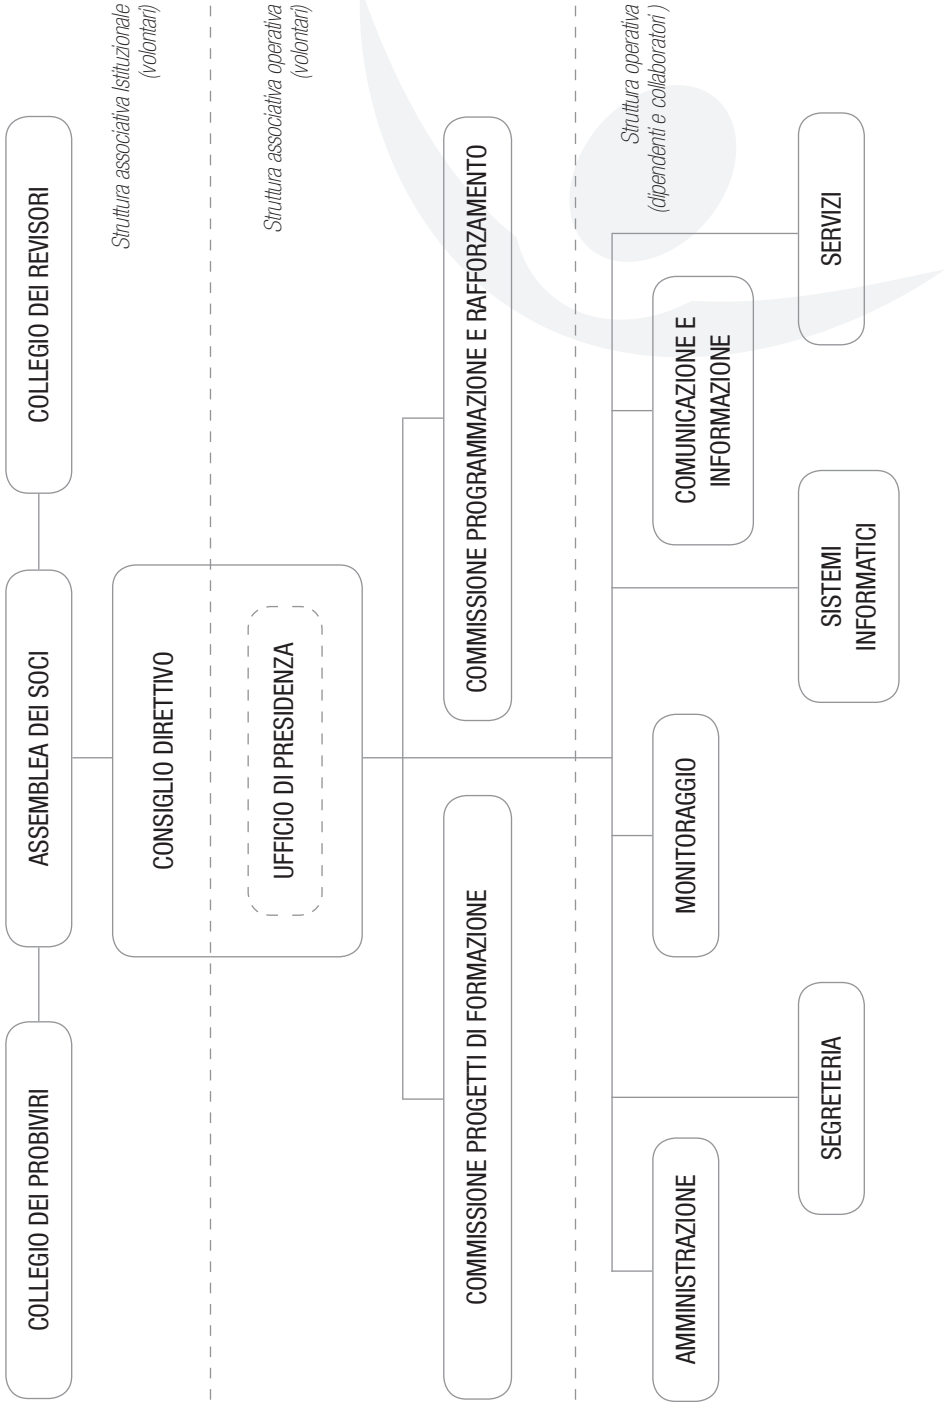 COLLEGIO DEI PROBIVIRI
ASSEMBLEA DEI SOCI
COLLEGIO DEI REVISORI
Struttura associativa Istituzionale
(volontari)
CONSIGLIO DIRETTIVO
Struttura associativa operativa
(volontari)
UFFICIO DI PRESIDENZA
COMMISSIONE PROGETTI DI FORMAZIONE
COMMISSIONE PROGRAMMAZIONE E RAFFORZAMENTO
Struttura operativa
(dipendenti e collaboratori )
AMMINISTRAZIONE
MONITORAGGIO
COMUNICAZIONE E
INFORMAZIONE
SEGRETERIA
SISTEMI
INFORMATICI
SERVIZI